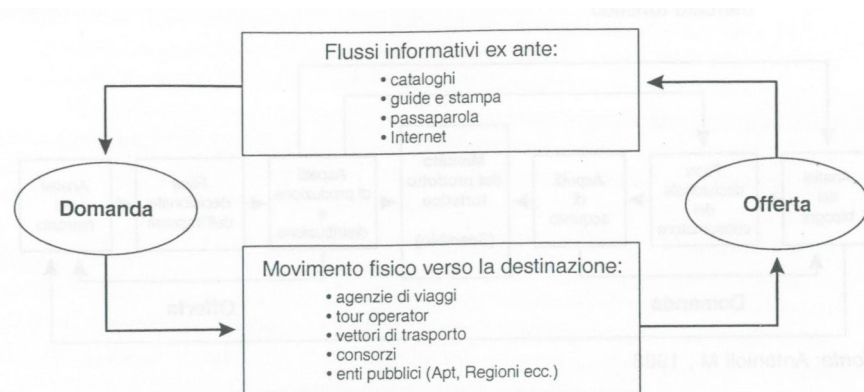 Flussi informativi ex ante:
• cataloghi
• guide e stampa
• passaparola
• Internet
Domanda
Offerta
Movimento fisico verso la destinazione:
• agenzie di viaggi
• tour operator
• vettori di trasporto
• consorzi
• enti pubblici (Apt, Regioni ecc.)